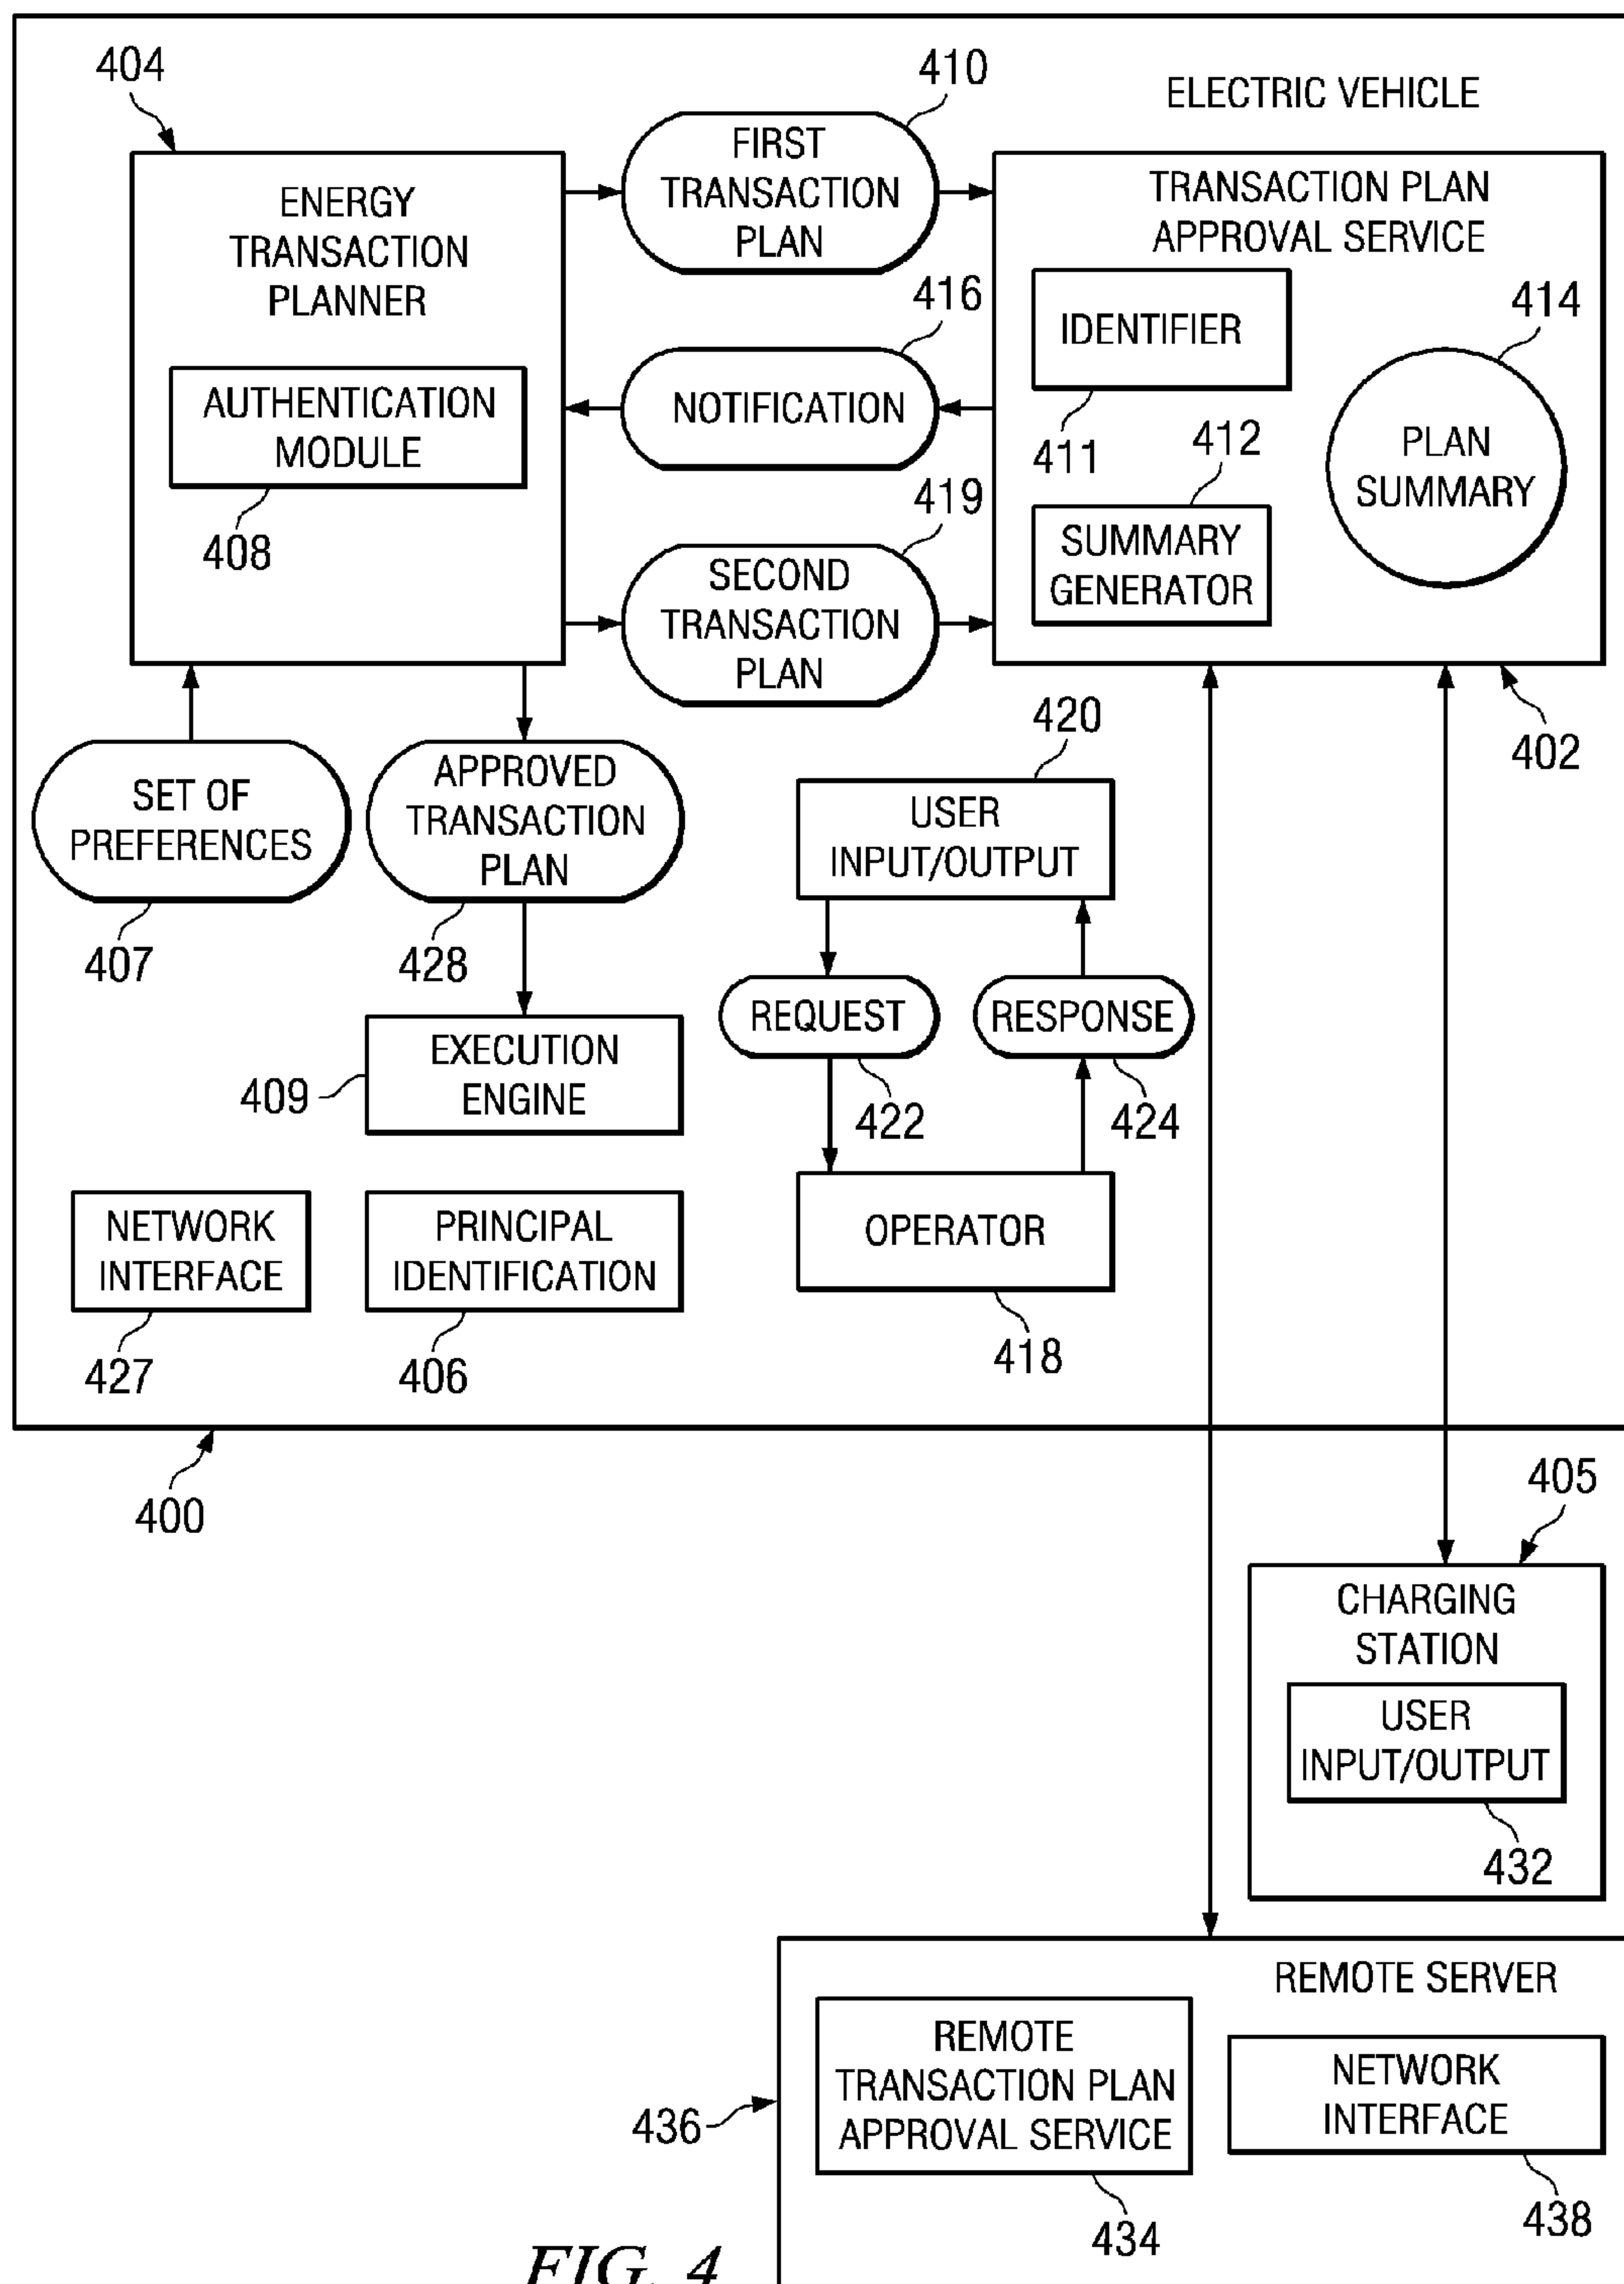 404
410
ELECTRIC VEHICLE
FIRST
TRANSACTION
PLAN
ENERGY
TRANSACTION
PLANNER
TRANSACTION PLAN
APPROVAL SERVICE
416
414
IDENTIFIER
AUTHENTICATION
MODULE
NOTIFICATION
411
412
PLAN
SUMMARY
408
419
SECOND
TRANSACTION
PLAN
SUMMARY
GENERATOR
420
402
SET OF
PREFERENCES
APPROVED
TRANSACTION
PLAN
USER
INPUT/OUTPUT
407
428
REQUEST
RESPONSE
EXECUTION
ENGINE
409
422
424
NETWORK
INTERFACE
PRINCIPAL
IDENTIFICATION
OPERATOR
427
406
418
400
405
CHARGING
STATION
USER
INPUT/OUTPUT
432
REMOTE SERVER
REMOTE
TRANSACTION PLAN
APPROVAL SERVICE
NETWORK
INTERFACE
436
434
438
FIG. 4